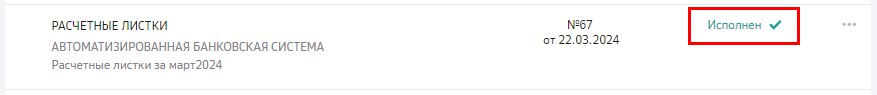 РАСЧЕТНЫЕ ЛИСТКИ
АВТОМАТИЗИРОВАННАЯ БАНКОВСКАЯ СИСТЕМА
Расчетные листки за март2024
№67
от 22.03.2024
Исполнен